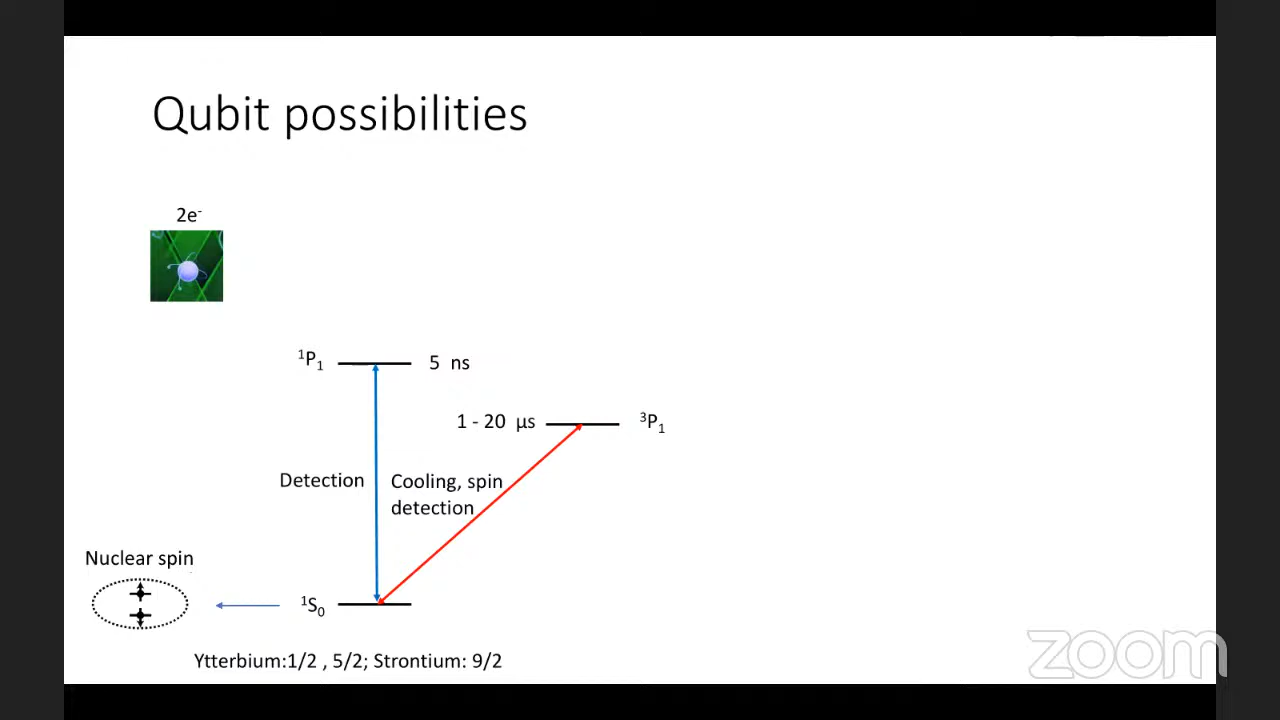 Qubit possibilities
2e⁻
¹P₁
5 ns
1 - 20 µs
³P₁
Detection
Cooling, spin
detection
Nuclear spin
¹S₀
Ytterbium:1/2 , 5/2; Strontium: 9/2
zoom